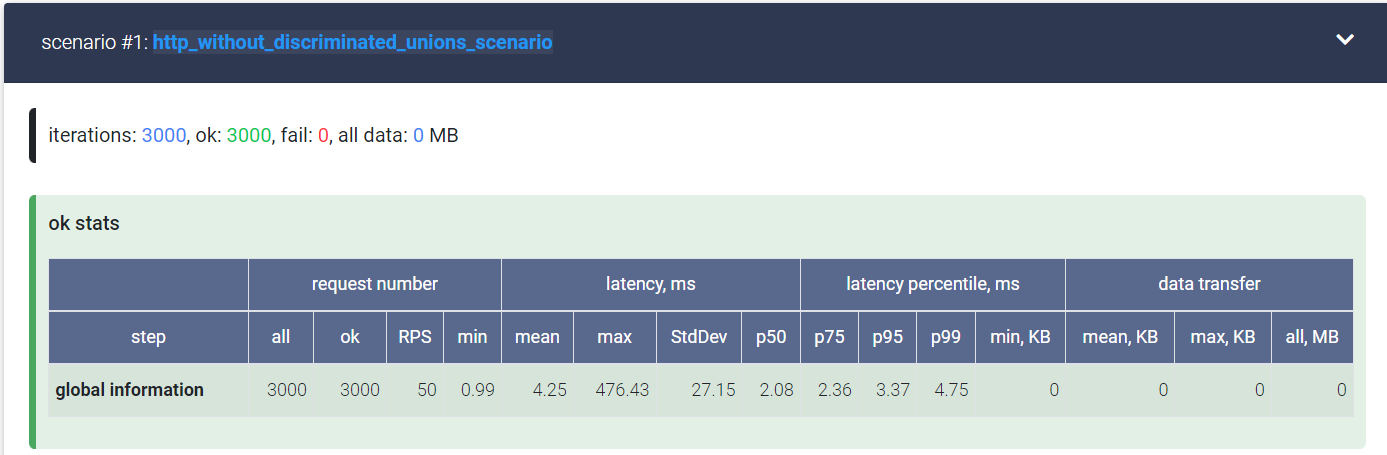 scenario #1: http_without_discriminated_unions_scenario
iterations: 3000, ok: 3000, fail: 0, all data: 0 MB
ok stats
request number latency, ms latency percentile, ms data transfer
step all ok RPS min mean max StdDev p50 p75 p95 p99 min, KB mean, KB max, KB all, MB
global information 3000 3000 50 0.99 4.25 476.43 27.15 2.08 2.36 3.37 4.75 0 0 0 0